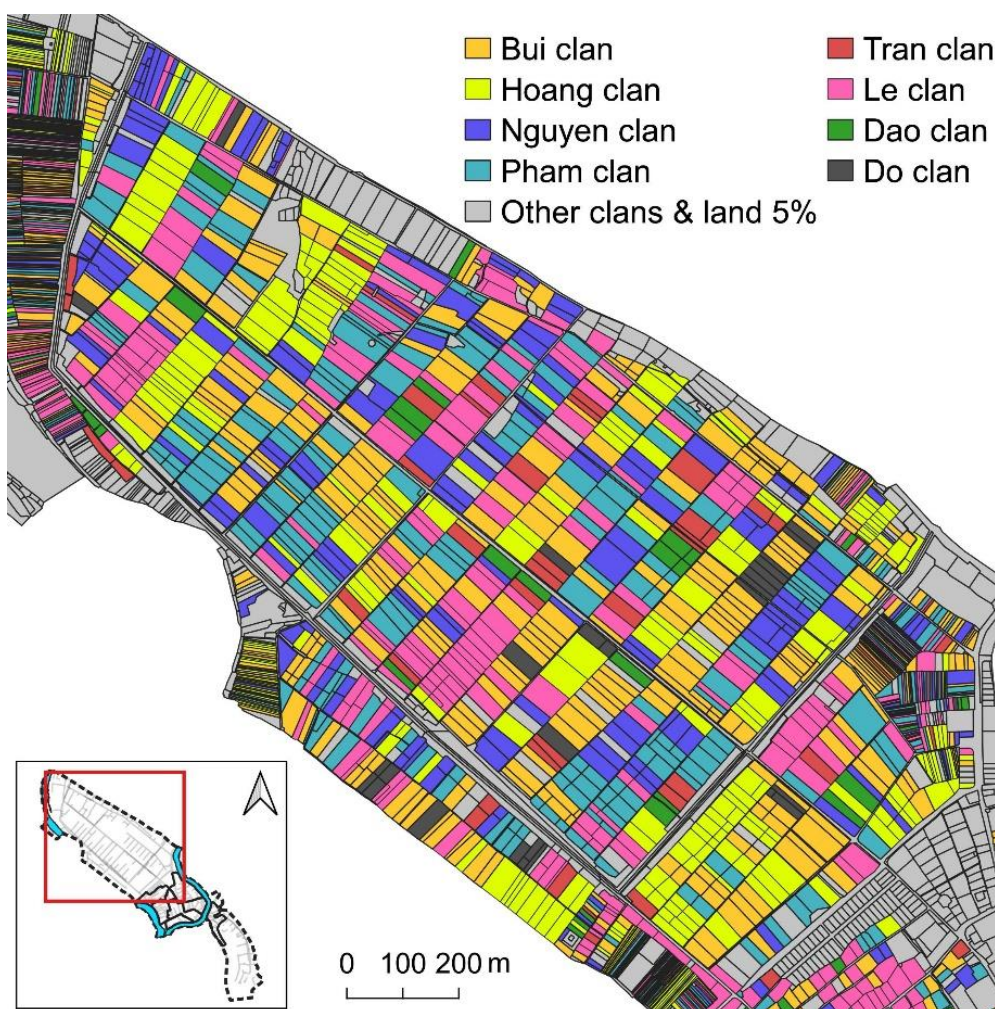 Bui clan
Hoang clan
Nguyen clan
Pham clan
Other clans & land 5%
Tran clan
Le clan
Dao clan
Do clan
0 100 200 m